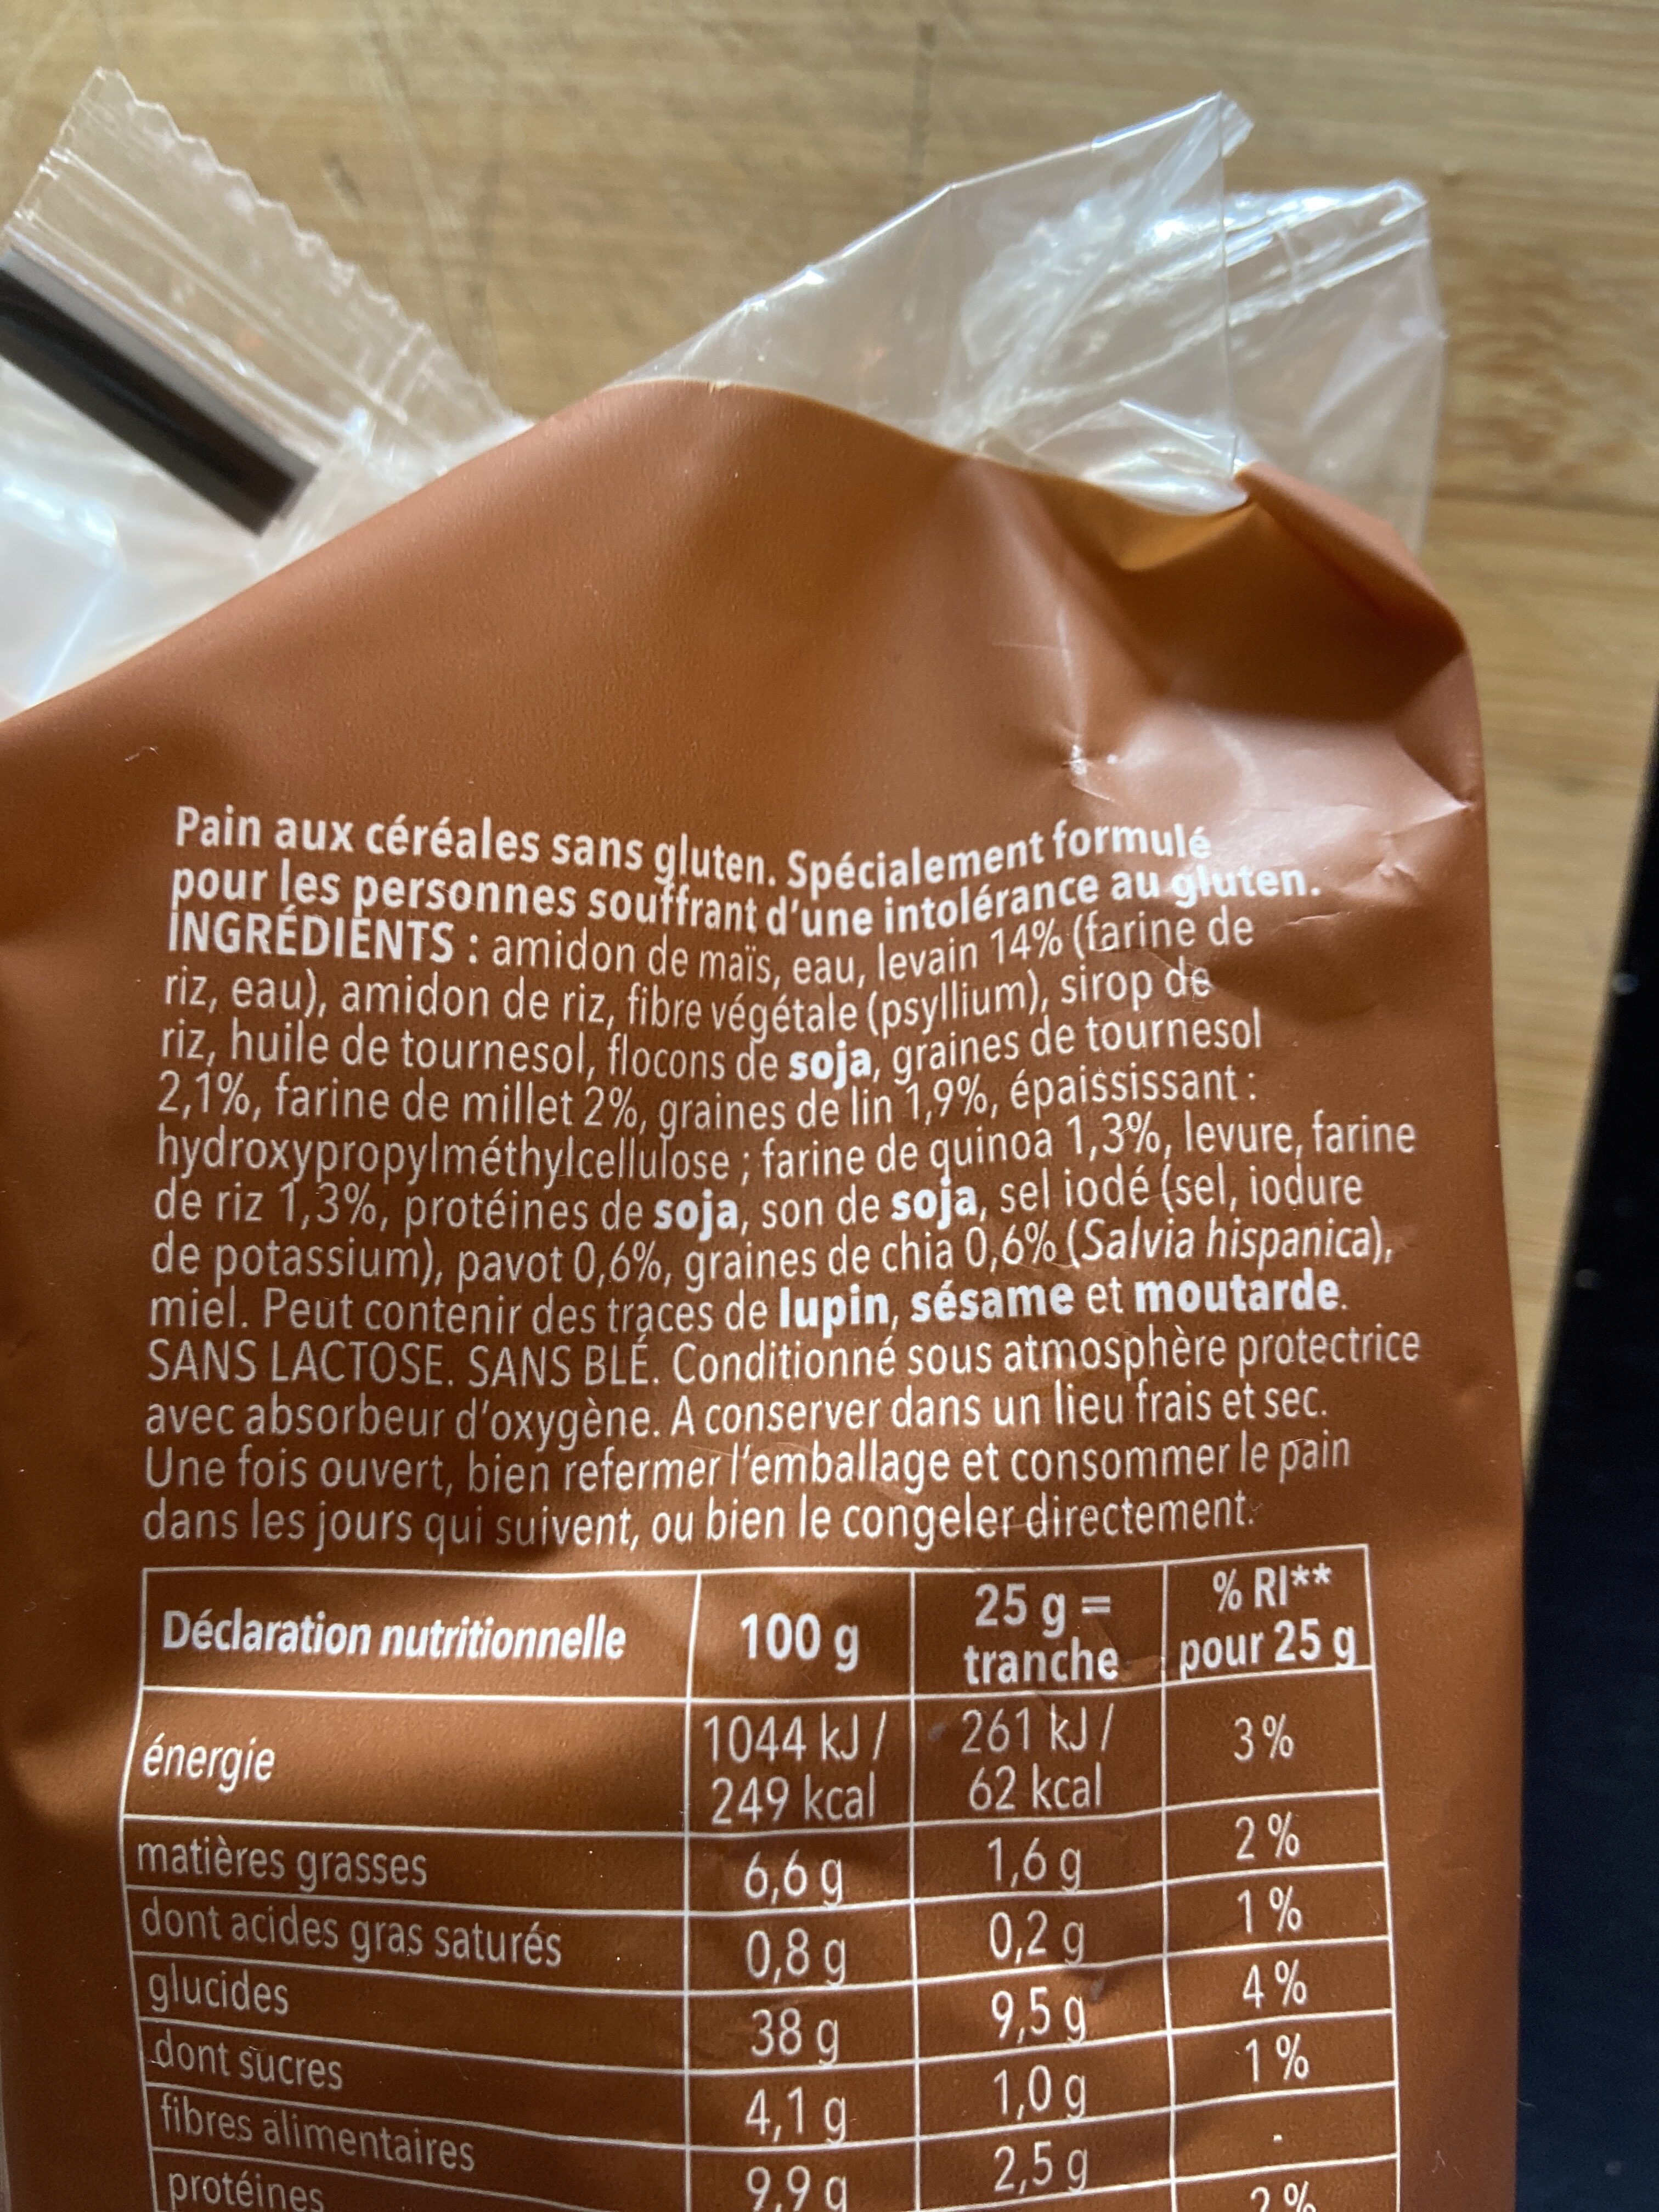 Pain aux céréales sans gluten. Spécialement formulé
pour les personnes souffrant d'une intolérance au gluten.
INGRÉDIENTS : amidon de maïs, eau, levain 14% (farine de
riz, eau), amidon de riz, fibre végétale (psyllium), sirop de
riz, huile de tournesol, flocons de soja, graines de tournesol
2,1%, farine de millet 2%, graines de lin 1,9%, épaississant :
hydroxypropylméthylcellulose ; farine de quinoa 1,3%, levure, farine
de riz 1,3%, protéines de soja, son de soja, sel iodé (sel, iodure
de potassium), pavot 0,6%, graines de chia 0,6% (Salvia hispanica),
miel. Peut contenir des traces de lupin, sésame et moutarde.
SANS LACTOSE. SANS BLÉ. Conditionné sous atmosphère protectrice
avec absorbeur d'oxygène. A conserver dans un lieu frais et sec.
Une fois ouvert, bien refermer l'emballage et consommer le pain
dans les jours qui suivent, ou bien le congeler directement.
Déclaration nutritionnelle 100 g 25 g = tranche % RI** pour 25 g
énergie 1044 kJ / 249 kcal 261 kJ / 62 kcal 3%
matières grasses 6,6 g 1,6 g 2%
dont acides gras saturés 0,8 g 0,2 g 1%
glucides 38 g 9,5 g 4%
dont sucres 4,1 g 1,0 g 1%
fibres alimentaires 9,9 g 2,5 g -
protéines 2%